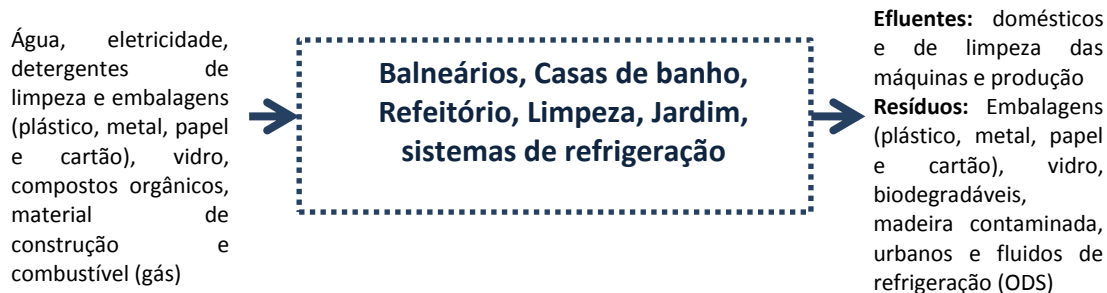 Água, eletricidade,
detergentes de
limpeza e embalagens
(plástico, metal, papel
e cartão), vidro,
compostos orgânicos,
material de
construção e
combustível (gás)
Balneários, Casas de banho,
Refeitório, Limpeza, Jardim,
sistemas de refrigeração
Efluentes: domésticos
e de limpeza das
máquinas e produção
Resíduos: Embalagens
(plástico, metal, papel
e cartão), vidro,
biodegradáveis,
madeira contaminada,
urbanos e fluidos de
refrigeração (ODS)